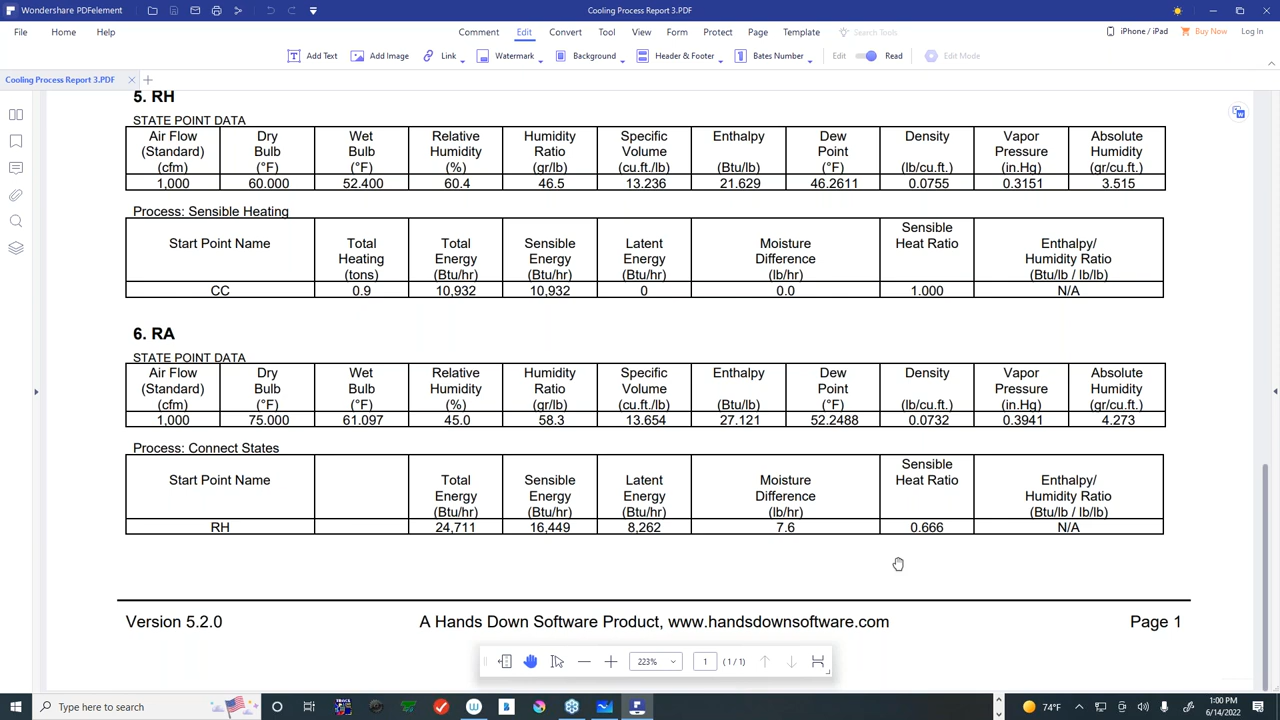 Wondershare PDFelement
Cooling Process Report 3.PDF
File Home Help
Comment Edit Convert Tool View Form Protect Page Template Search Tools
iPhone / iPad Buy Now Log In
Add Text Add Image Link Watermark Background Header & Footer Bates Number Edit Read Edit Mode
Cooling Process Report 3.PDF
5. RH
STATE POINT DATA
Air Flow Dry Wet Relative Humidity Specific Enthalpy Dew Density Vapor Absolute
(Standard) Bulb Bulb Humidity Ratio Volume Point Pressure Humidity
(cfm) (°F) (°F) (%) (gr/lb) (cu.ft./lb) (Btu/lb) (°F) (lb/cu.ft.) (in.Hg) (gr/cu.ft.)
1,000 60.000 52.400 60.4 46.5 13.236 21.629 46.2611 0.0755 0.3151 3.515
Process: Sensible Heating
Sensible
Start Point Name Total Total Sensible Latent Moisture Heat Ratio Enthalpy/
Heating Energy Energy Energy Difference Humidity Ratio
(tons) (Btu/hr) (Btu/hr) (Btu/hr) (lb/hr) (Btu/lb / lb/lb)
CC 0.9 10,932 10,932 0 0.0 1.000 N/A
6. RA
STATE POINT DATA
Air Flow Dry Wet Relative Humidity Specific Enthalpy Dew Density Vapor Absolute
(Standard) Bulb Bulb Humidity Ratio Volume Point Pressure Humidity
(cfm) (°F) (°F) (%) (gr/lb) (cu.ft./lb) (Btu/lb) (°F) (lb/cu.ft.) (in.Hg) (gr/cu.ft.)
1,000 75.000 61.097 45.0 58.3 13.654 27.121 52.2488 0.0732 0.3941 4.273
Process: Connect States
Sensible
Start Point Name Total Sensible Latent Moisture Heat Ratio Enthalpy/
Energy Energy Energy Difference Humidity Ratio
(Btu/hr) (Btu/hr) (Btu/hr) (lb/hr) (Btu/lb / lb/lb)
RH 24,711 16,449 8,262 7.6 0.666 N/A
Version 5.2.0 A Hands Down Software Product, www.handsdownsoftware.com Page 1
223% 1 (1/1)
Type here to search
74°F
1:00 PM
6/14/2022